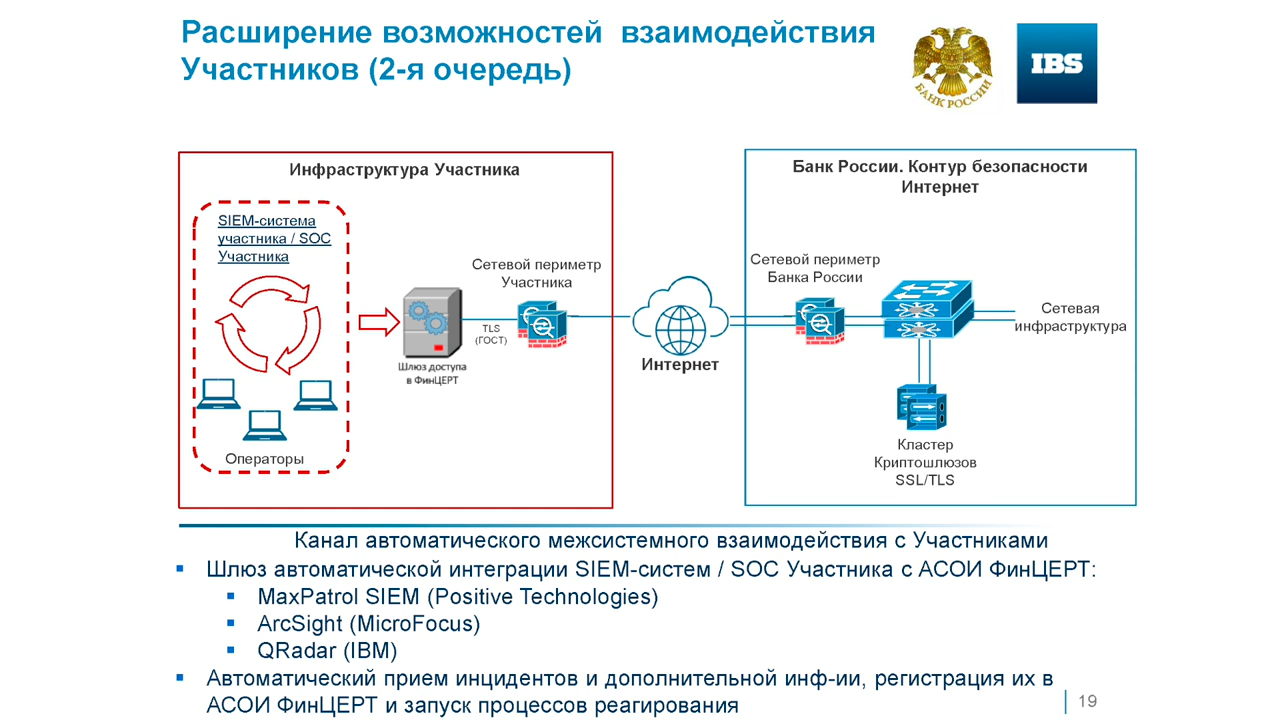 Расширение возможностей взаимодействия
Участников (2-я очередь)
БАНК РОССИИ
IBS
Инфраструктура Участника
SIEM-система
участника / SOC
Участника
Операторы
Шлюз доступа
в ФинЦЕРТ
TLS
(ГОСТ)
Сетевой периметр
Участника
Интернет
Банк России. Контур безопасности
Интернет
Сетевой периметр
Банка России
Сетевая
инфраструктура
Кластер
Криптошлюзов
SSL/TLS
Канал автоматического межсистемного взаимодействия с Участниками
▪ Шлюз автоматической интеграции SIEM-систем / SOC Участника с АСОИ ФинЦЕРТ:
▪ MaxPatrol SIEM (Positive Technologies)
▪ ArcSight (MicroFocus)
▪ QRadar (IBM)
▪ Автоматический прием инцидентов и дополнительной инф-ии, регистрация их в
АСОИ ФинЦЕРТ и запуск процессов реагирования
19